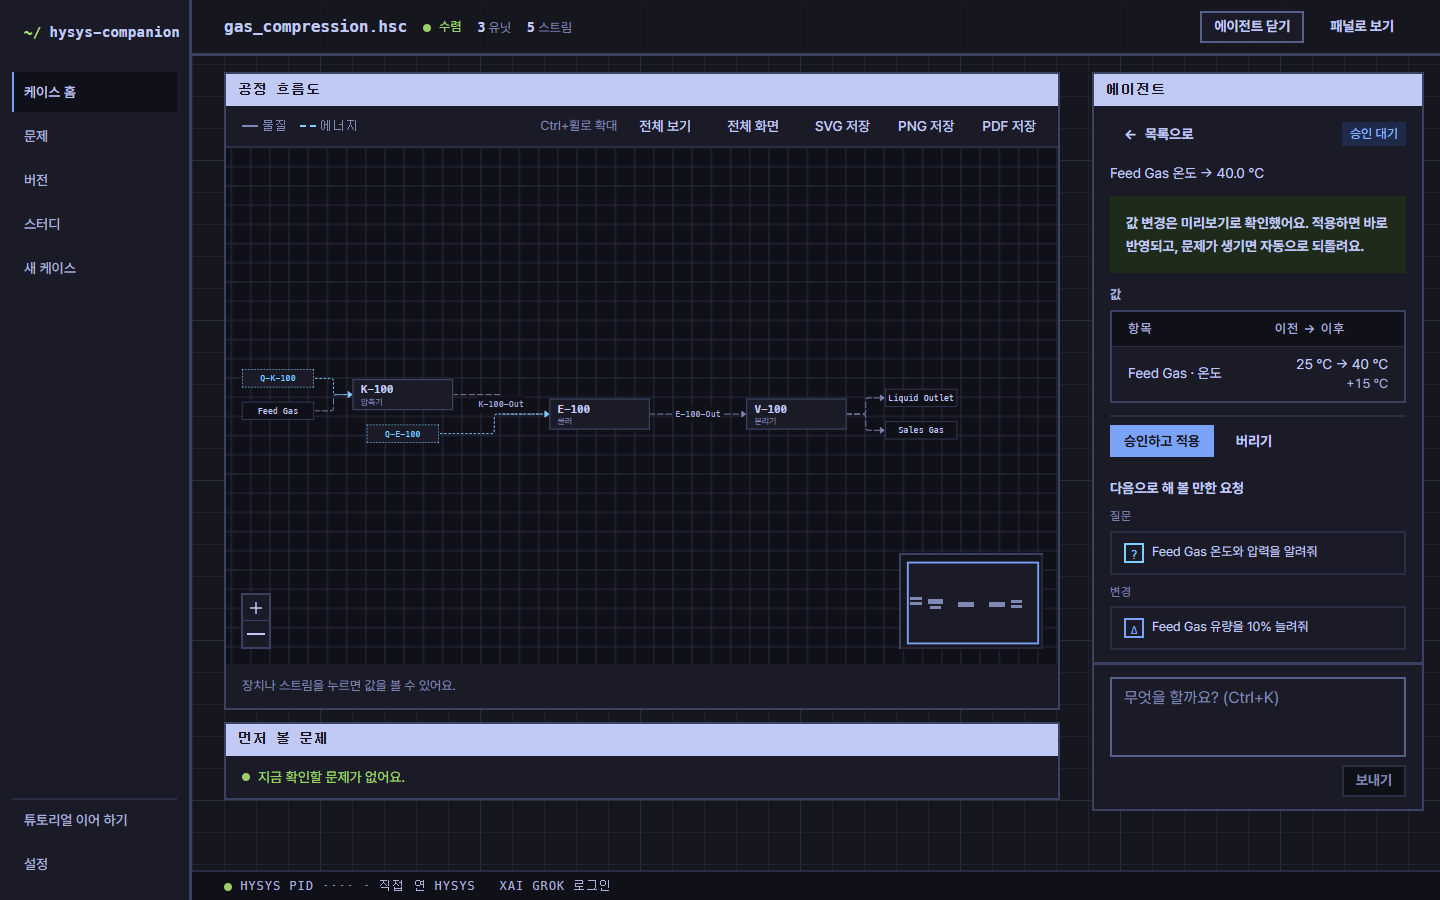 ~/ hysys-companion
케이스 홈
문제
버전
스터디
새 케이스
튜토리얼 이어 하기
설정
gas_compression.hsc
수렴
3 유닛
5 스트림
에이전트 닫기
패널로 보기
공정 흐름도
물질
에너지
Ctrl+휠로 확대
전체 보기
전체 화면
SVG 저장
PNG 저장
PDF 저장
Q-K-100
Feed Gas
K-100
압축기
K-100-Out
Q-E-100
E-100
쿨러
E-100-Out
V-100
분리기
Liquid Outlet
Sales Gas
장치나 스트림을 누르면 값을 볼 수 있어요.
먼저 볼 문제
지금 확인할 문제가 없어요.
에이전트
← 목록으로
승인 대기
Feed Gas 온도 → 40.0 °C
값 변경은 미리보기로 확인했어요. 적용하면 바로
반영되고, 문제가 생기면 자동으로 되돌려요.
값
항목
이전 → 이후
Feed Gas · 온도
25 °C → 40 °C
+15 °C
승인하고 적용
버리기
다음으로 해 볼 만한 요청
질문
? Feed Gas 온도와 압력을 알려줘
변경
Δ Feed Gas 유량을 10% 늘려줘
무엇을 할까요? (Ctrl+K)
보내기
HYSYS PID ···· · 직접 연 HYSYS
XAI GROK 로그인